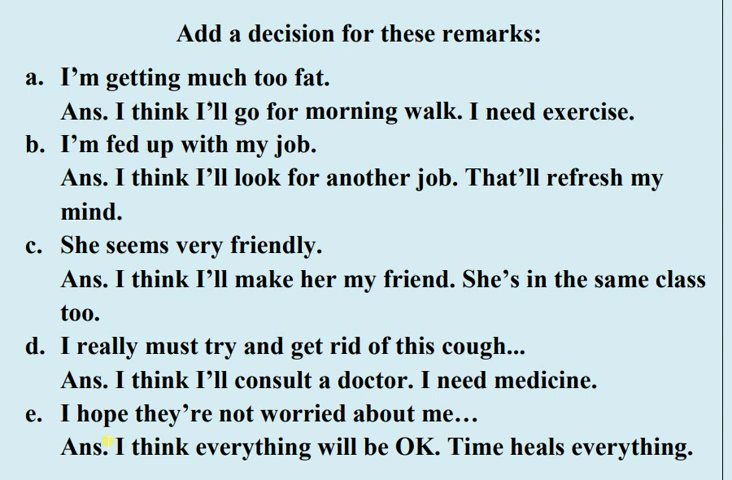 Add a decision for these remarks:
a. I’m getting much too fat.
Ans. I think I’ll go for morning walk. I need exercise.
b. I’m fed up with my job.
Ans. I think I’ll look for another job. That’ll refresh my
mind.
c. She seems very friendly.
Ans. I think I’ll make her my friend. She’s in the same class
too.
d. I really must try and get rid of this cough...
Ans. I think I’ll consult a doctor. I need medicine.
e. I hope they’re not worried about me…
Ans. I think everything will be OK. Time heals everything.